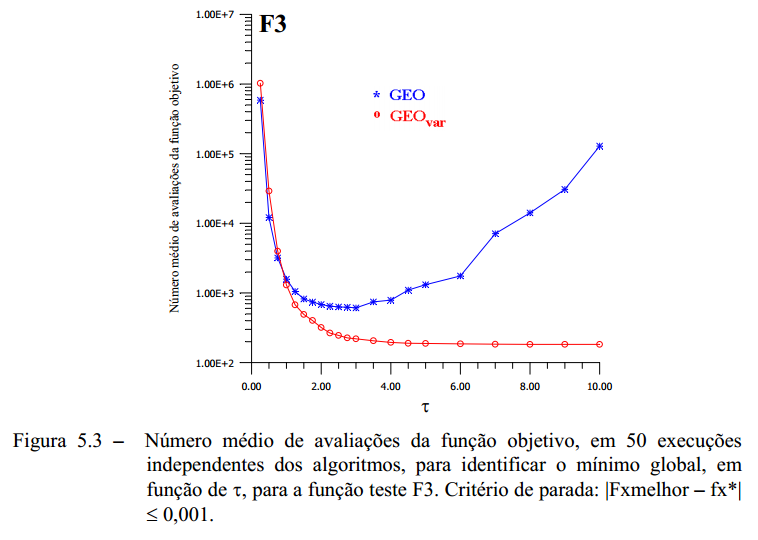 F3
1.00E+7
1.00E+6
1.00E+5
1.00E+4
1.00E+3
1.00E+2
Número médio de avaliações da função objetivo
* GEO
o GEOvar
0.00 2.00 4.00 6.00 8.00 10.00
τ
Figura 5.3 – Número médio de avaliações da função objetivo, em 50 execuções
independentes dos algoritmos, para identificar o mínimo global, em
função de τ, para a função teste F3. Critério de parada: |Fxmelhor – fx*|
≤ 0,001.